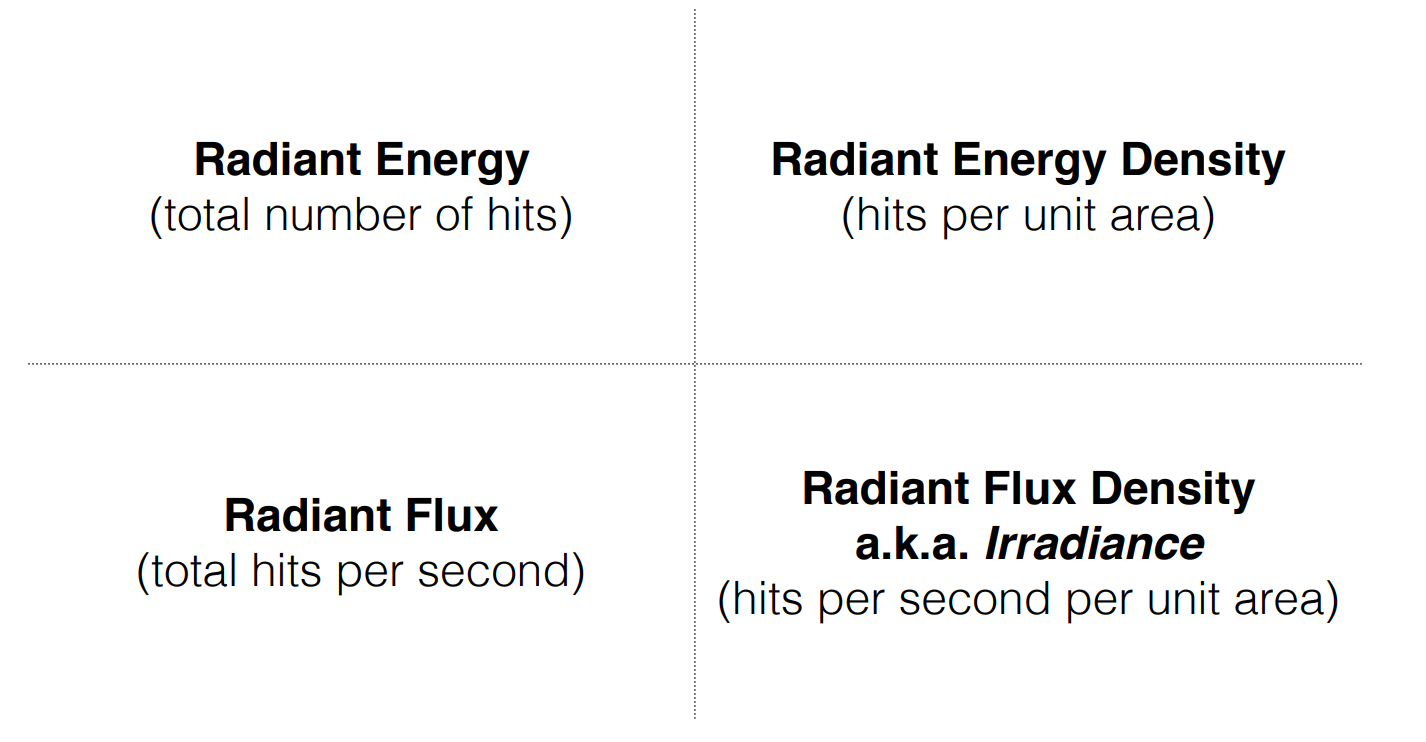 Radiant Energy
(total number of hits)
Radiant Energy Density
(hits per unit area)
Radiant Flux
(total hits per second)
Radiant Flux Density
a.k.a. Irradiance
(hits per second per unit area)